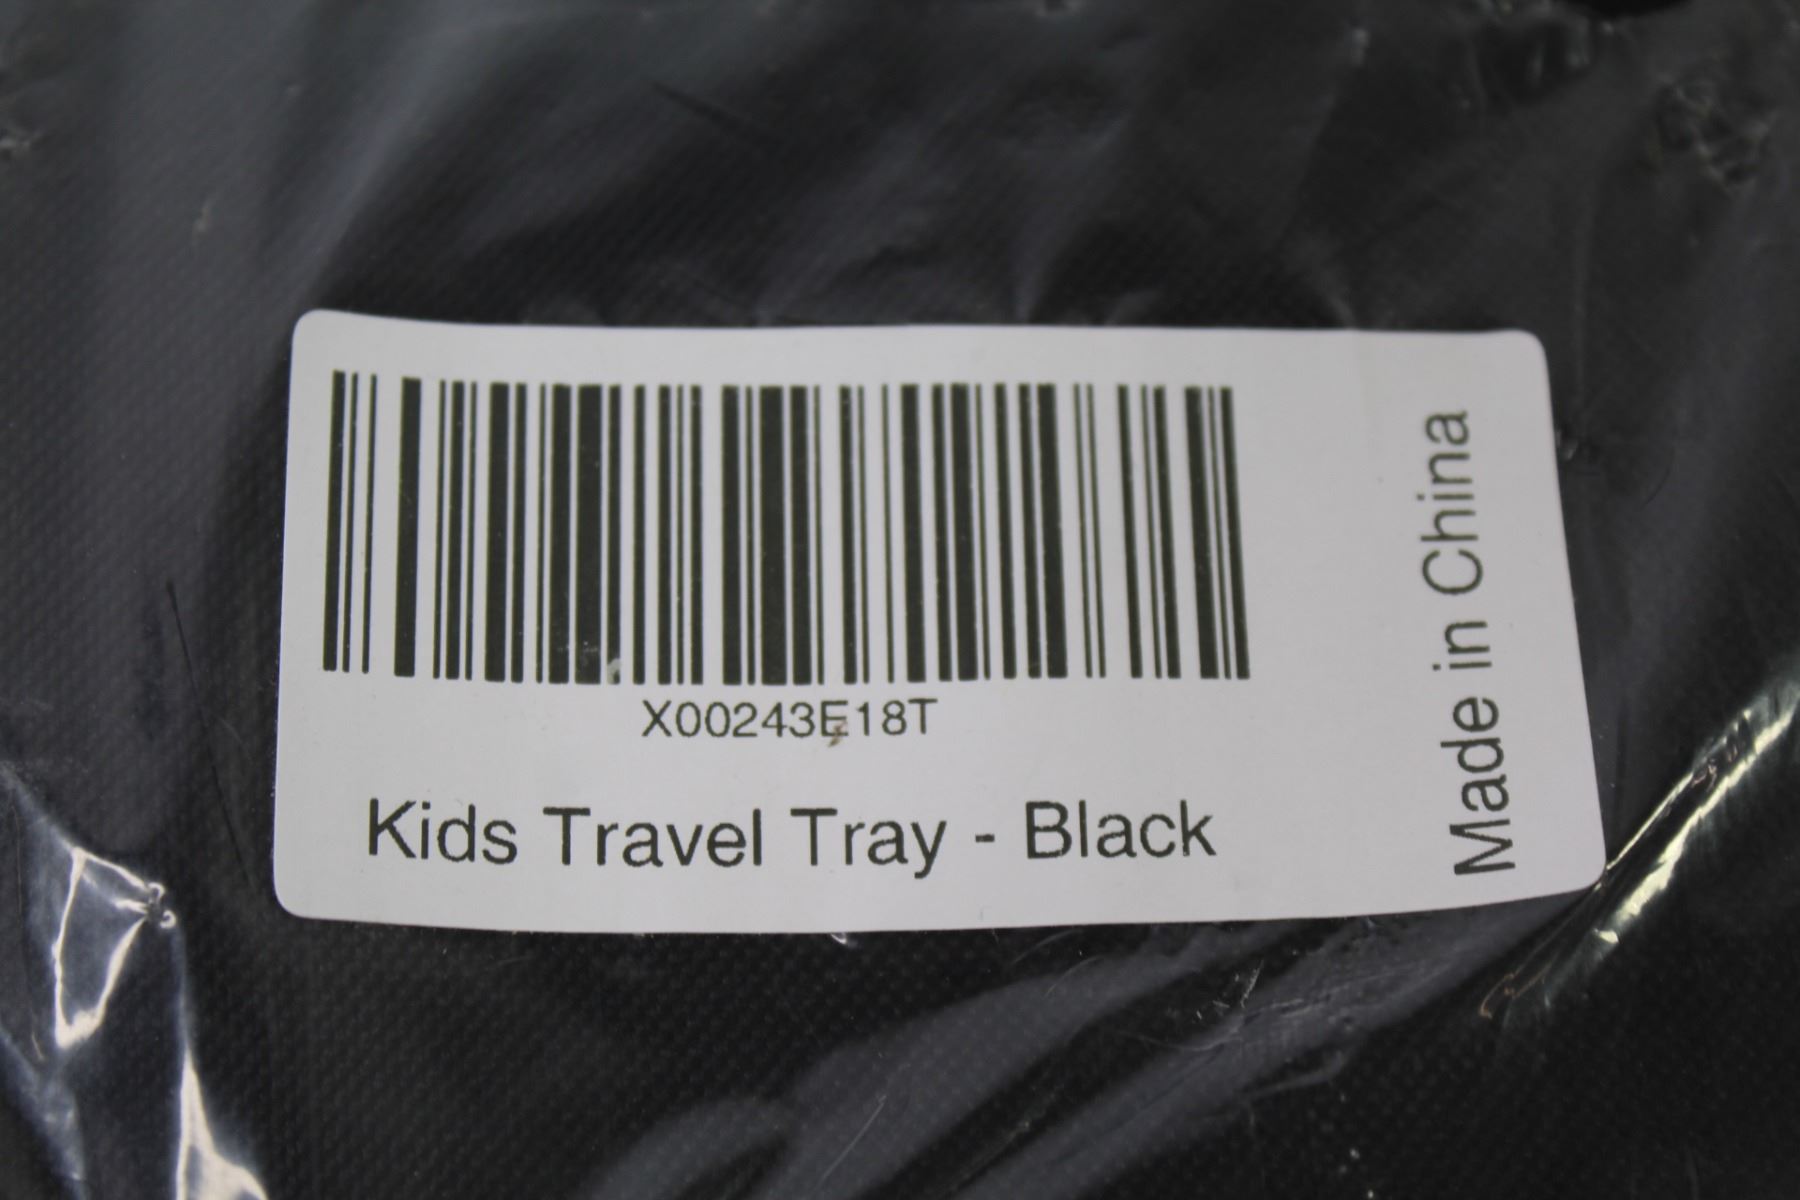 X00243E18T
Kids Travel Tray - Black
Made in China